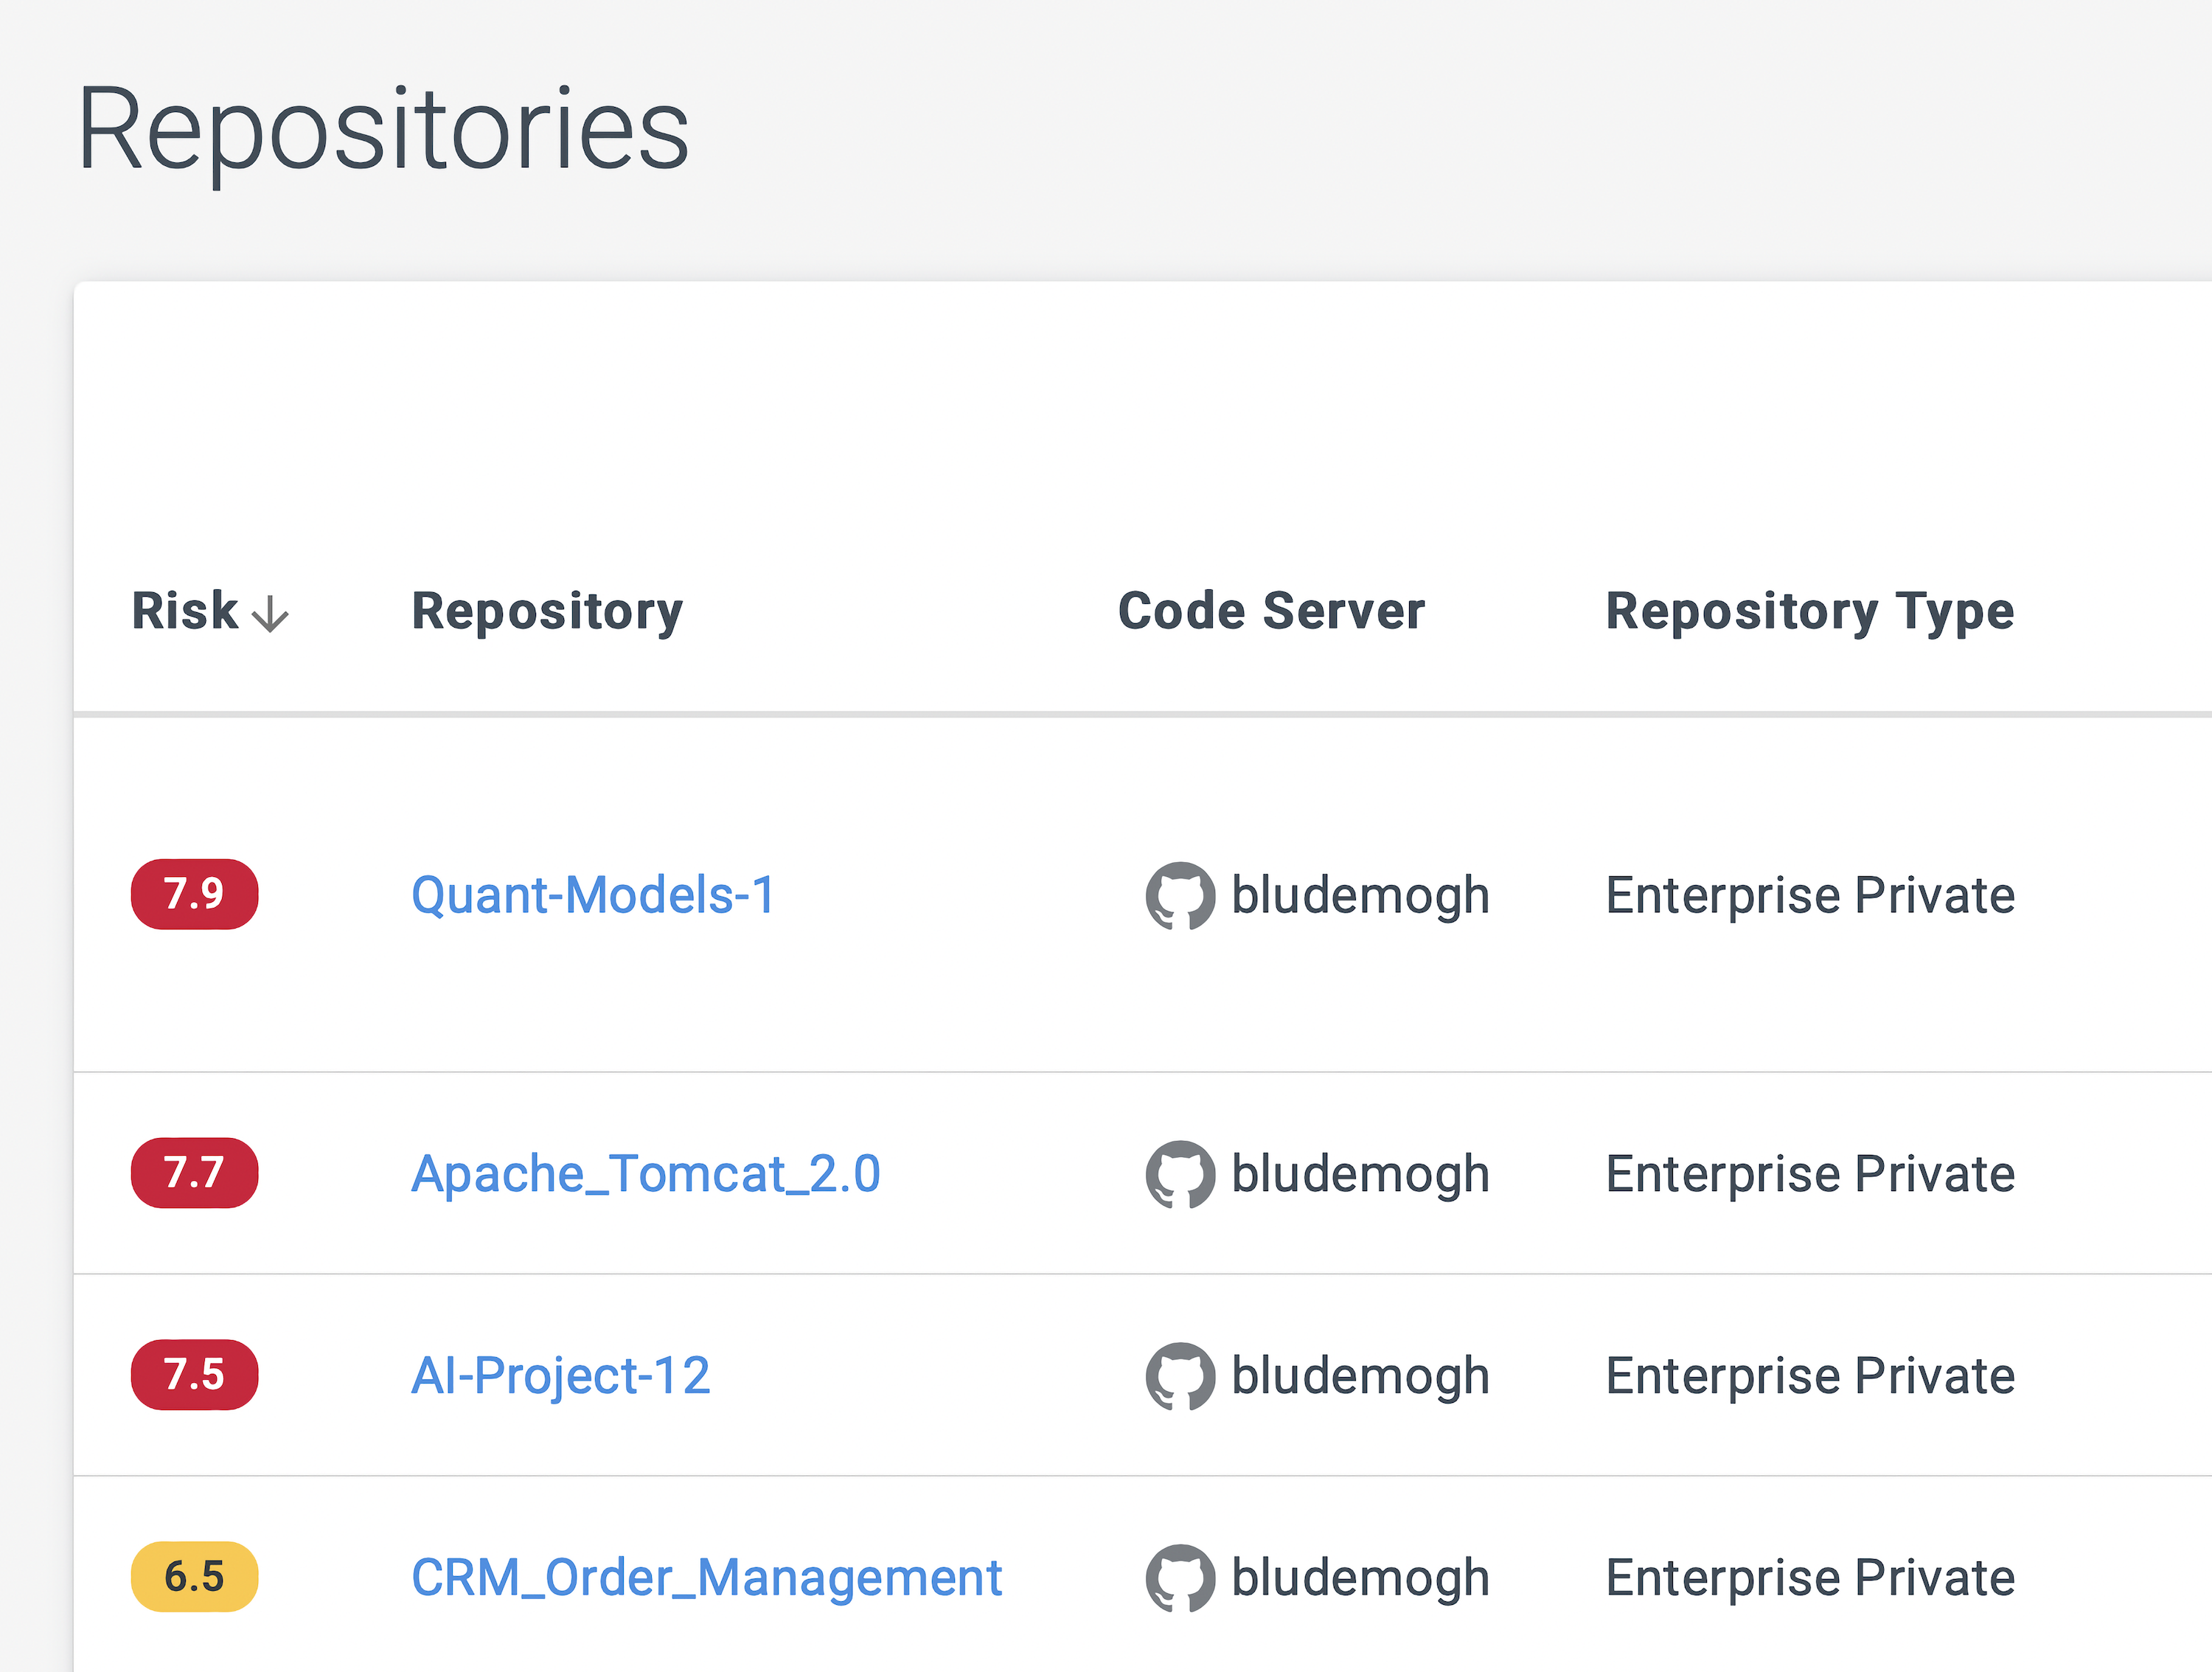 Repositories
Risk Repository Code Server Repository Type
7.9 Quant-Models-1 bludemogh Enterprise Private
7.7 Apache_Tomcat_2.0 bludemogh Enterprise Private
7.5 AI-Project-12 bludemogh Enterprise Private
6.5 CRM_Order_Management bludemogh Enterprise Private